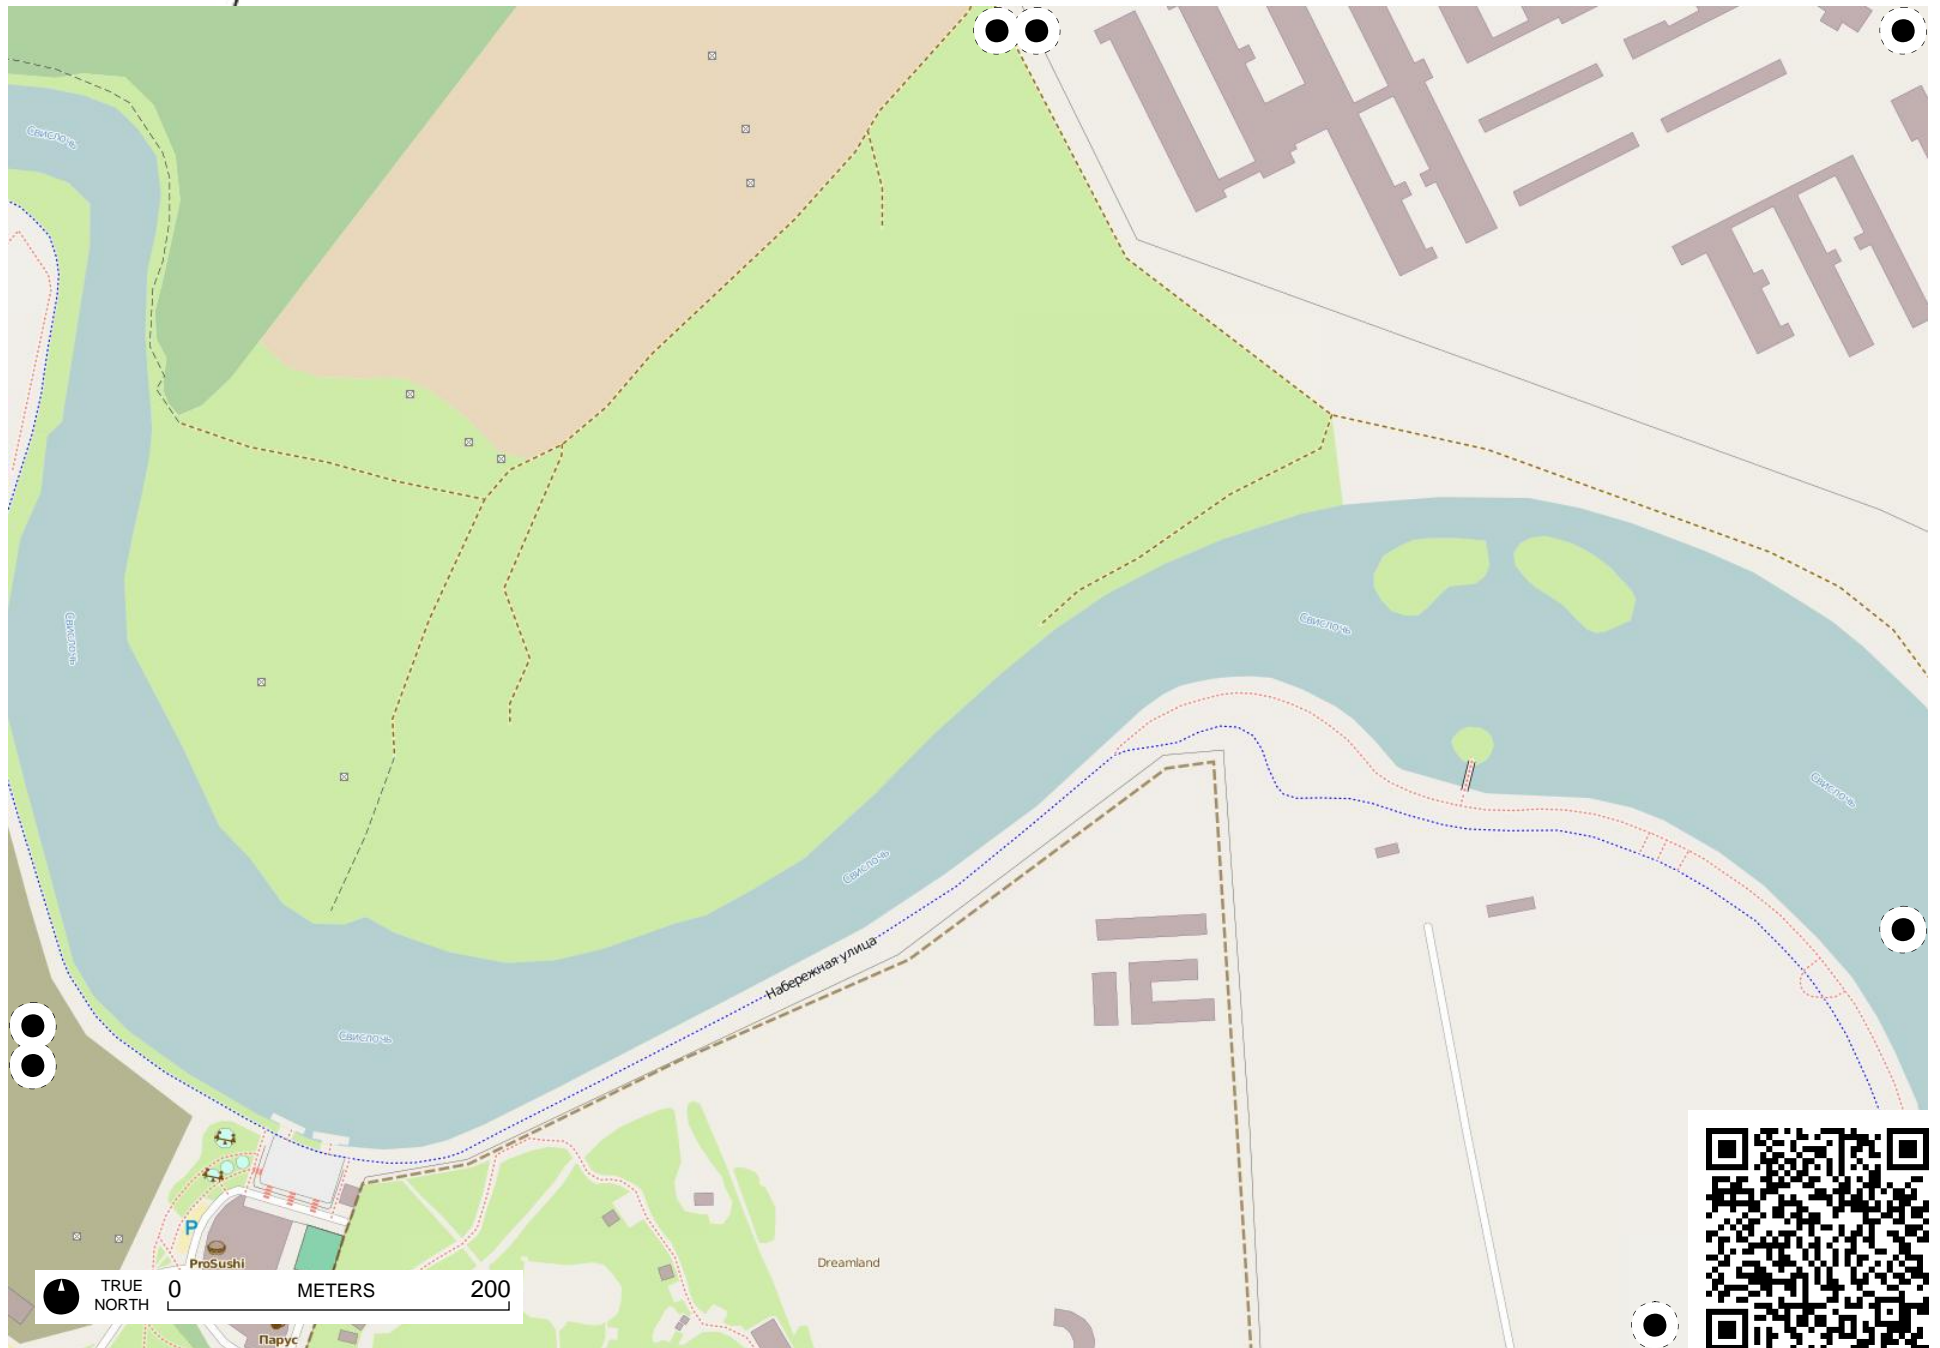 Свислочь
Свислочь
Свислочь
Свислочь
Свислочь
Набережная улица
Свислочь
P
ProSushi
Dreamland
TRUE
NORTH
0 METERS 200
Парус